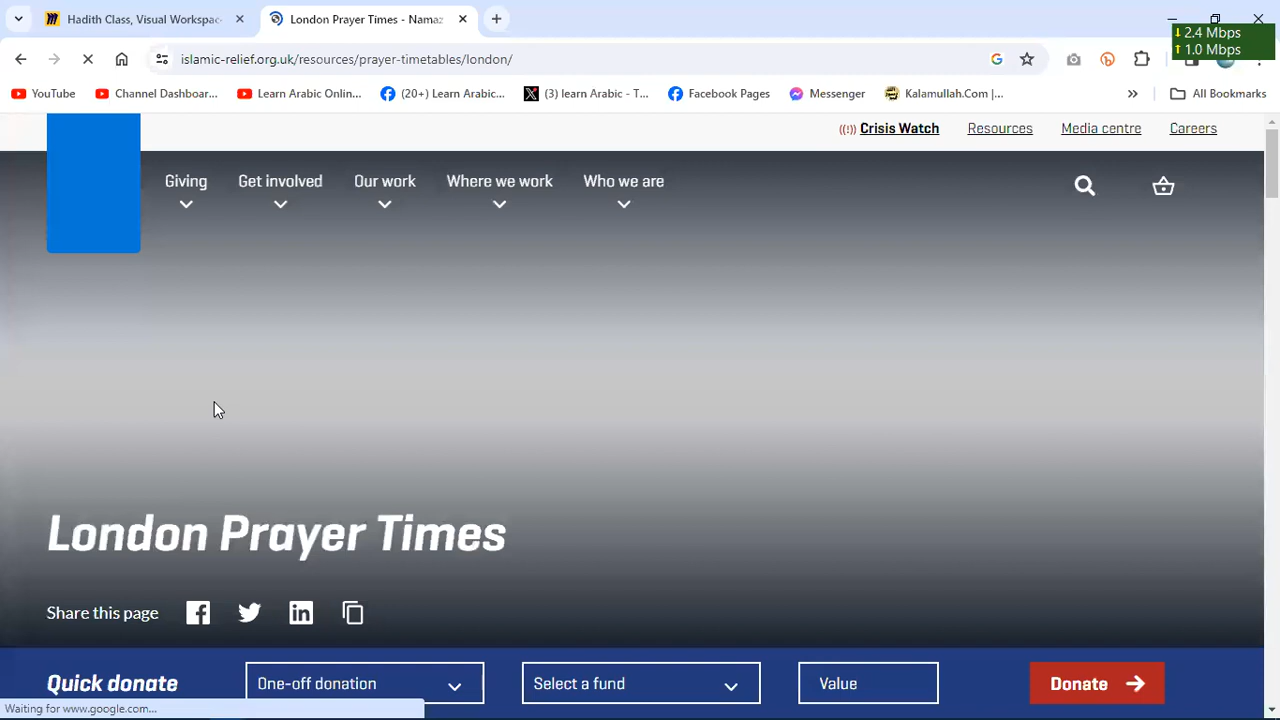 Hadith Class, Visual Workspac
London Prayer Times - Namaz
2.4 Mbps
1.0 Mbps
islamic-relief.org.uk/resources/prayer-timetables/london/
YouTube
Channel Dashboar...
Learn Arabic Onlin...
(20+) Learn Arabic...
(3) learn Arabic - T...
Facebook Pages
Messenger
Kalamullah.Com |...
All Bookmarks
((!)) Crisis Watch
Resources
Media centre
Careers
Giving
Get involved
Our work
Where we work
Who we are
London Prayer Times
Share this page
Quick donate
One-off donation
Select a fund
Value
Donate
Waiting for www.google.com...